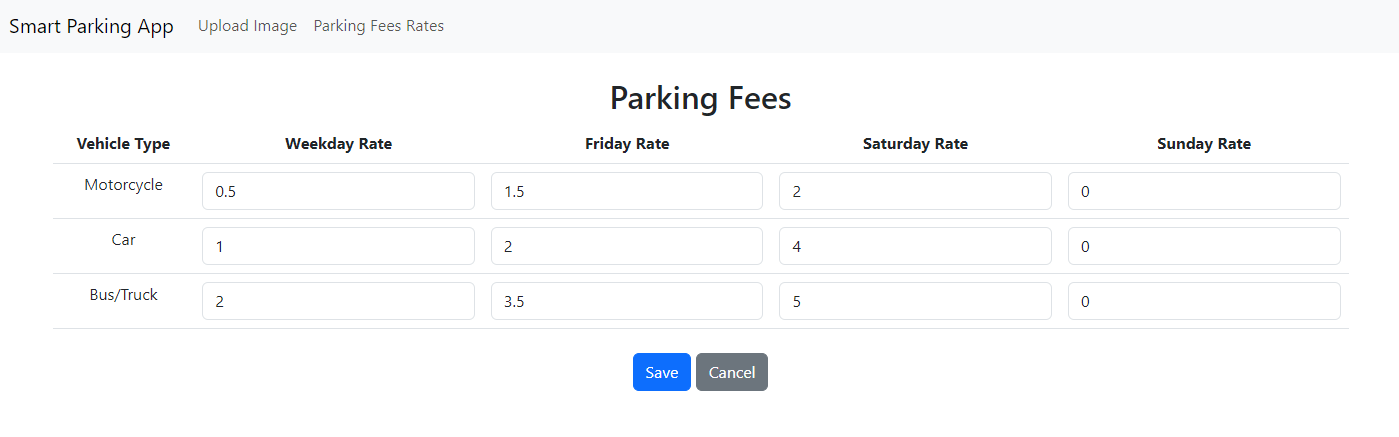 Smart Parking App Upload Image Parking Fees Rates
Parking Fees
Vehicle Type Weekday Rate Friday Rate Saturday Rate Sunday Rate
Motorcycle 0.5 1.5 2 0
Car 1 2 4 0
Bus/Truck 2 3.5 5 0
Save Cancel